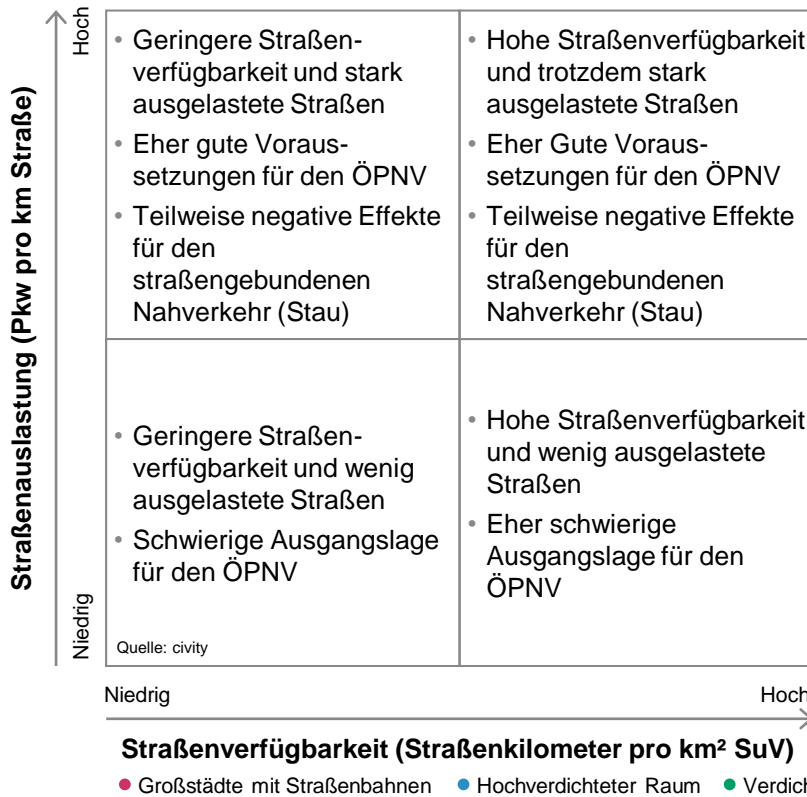 Hoch
Straßenauslastung (Pkw pro km Straße)
Niedrig
• Geringere Straßen-
verfügbarkeit und stark
ausgelastete Straßen
• Eher gute Voraus-
setzungen für den ÖPNV
• Teilweise negative Effekte
für den
straßengebundenen
Nahverkehr (Stau)
• Hohe Straßenverfügbarkeit
und trotzdem stark
ausgelastete Straßen
• Eher Gute Voraus-
setzungen für den ÖPNV
• Teilweise negative Effekte
für den
straßengebundenen
Nahverkehr (Stau)
• Geringere Straßen-
verfügbarkeit und wenig
ausgelastete Straßen
• Schwierige Ausgangslage
für den ÖPNV
Quelle: civity
• Hohe Straßenverfügbarkeit
und wenig ausgelastete
Straßen
• Eher schwierige
Ausgangslage für den
ÖPNV
Niedrig Hoch
Straßenverfügbarkeit (Straßenkilometer pro km² SuV)
• Großstädte mit Straßenbahnen • Hochverdichteter Raum • Verdich